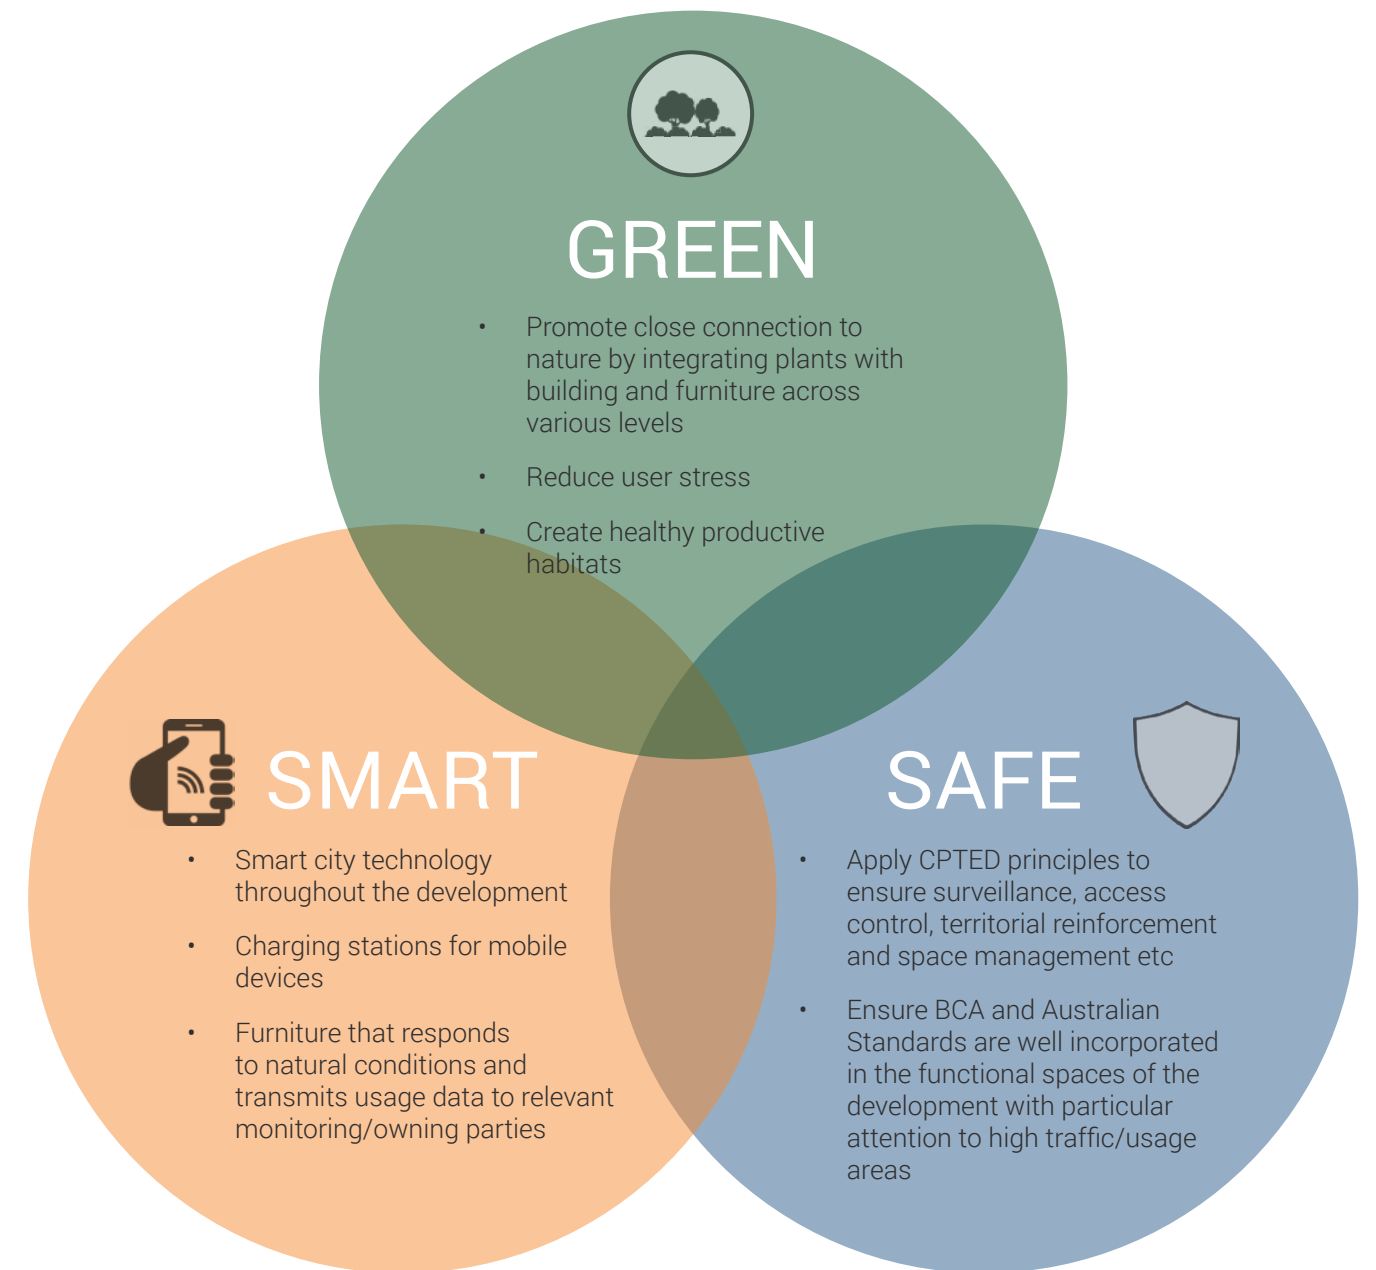 GREEN
• Promote close connection to
nature by integrating plants with
building and furniture across
various levels
• Reduce user stress
• Create healthy productive
habitats
SMART
• Smart city technology
throughout the development
• Charging stations for mobile
devices
• Furniture that responds
to natural conditions and
transmits usage data to relevant
monitoring/owning parties
SAFE
• Apply CPTED principles to
ensure surveillance, access
control, territorial reinforcement
and space management etc
• Ensure BCA and Australian
Standards are well incorporated
in the functional spaces of the
development with particular
attention to high traffic/usage
areas